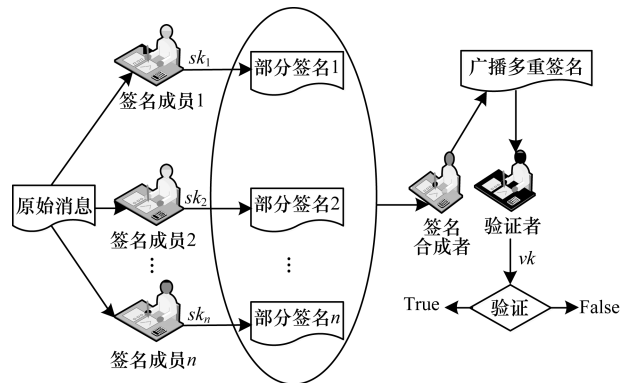 sk₁
部分签名1
广播多重签名
签名成员1
原始消息
sk₂
部分签名2
签名成员2
签名
合成者
验证者
vk
⋮
⋮
True
验证
False
skₙ
部分签名n
签名成员n